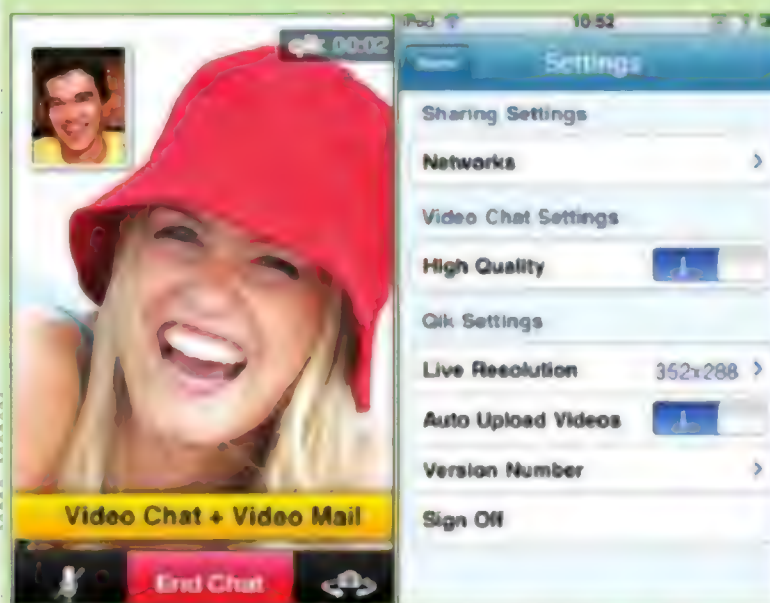 qik 00:02
Video Chat + Video Mail
End Chat
iPod 10:52
Settings
Sharing Settings
Networks
Video Chat Settings
High Quality
Qik Settings
Live Resolution 352x288
Auto Upload Videos
Version Number
Sign Off